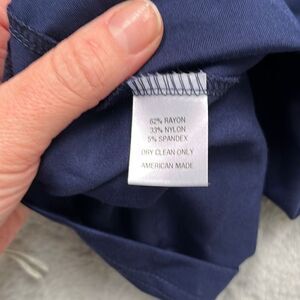 62% RAYON
33% NYLON
5% SPANDEX
DRY CLEAN ONLY
AMERICAN MADE